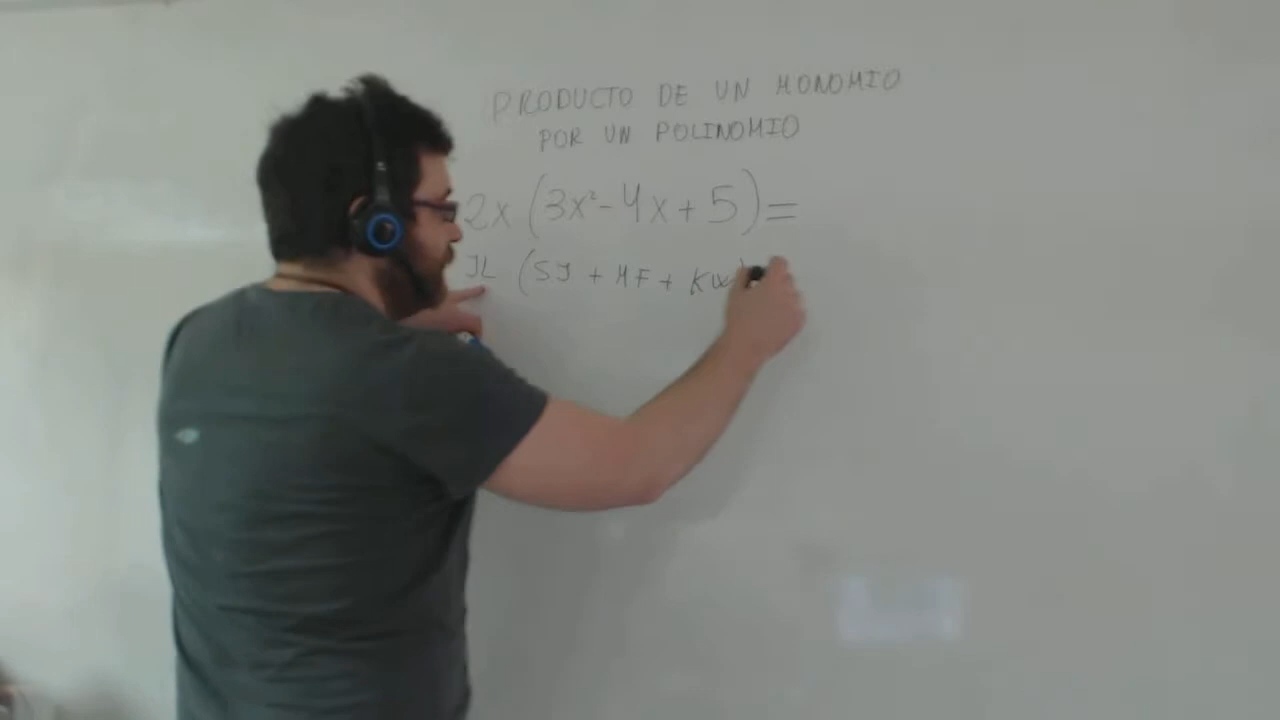 PRODUCTO DE UN MONOMIO
POR UN POLINOMIO
2x (3x²-4x+5)=
JL (SJ + MF + KW)